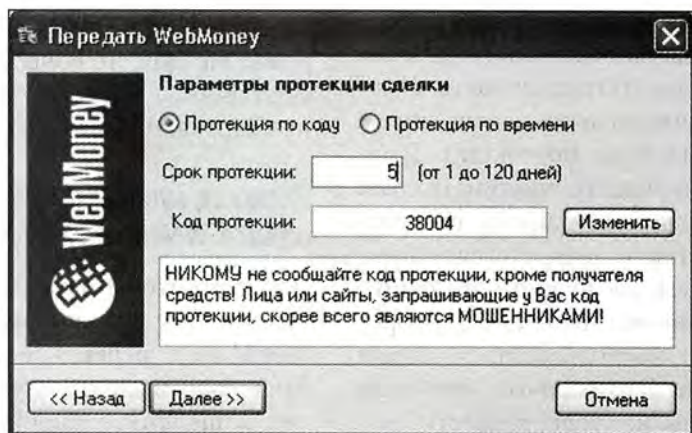 Передать WebMoney
WebMoney
Параметры протекции сделки
Протекция по коду Протекция по времени
Срок протекции: 5 (от 1 до 120 дней)
Код протекции: 38004 Изменить
НИКОМУ не сообщайте код протекции, кроме получателя
средств! Лица или сайты, запрашивающие у Вас код
протекции, скорее всего являются МОШЕННИКАМИ!
<< Назад Далее >> Отмена